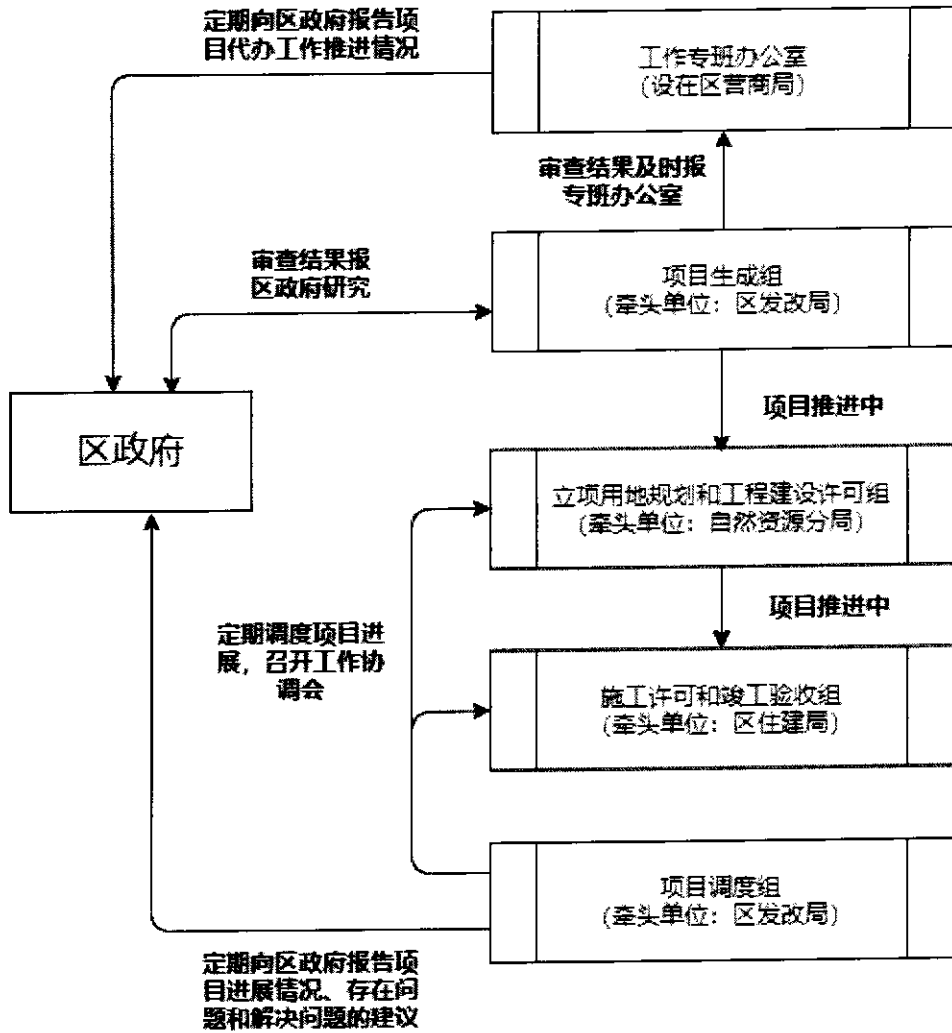 定期向区政府报告项
目代办工作推进情况
工作专班办公室
(设在区营商局)
审查结果及时报
专班办公室
审查结果报
区政府研究
项目生成组
(牵头单位：区发改局)
项目推进中
区政府
立项用地规划和工程建设许可组
(牵头单位：自然资源分局)
项目推进中
定期调度项目进
展，召开工作协
调会
施工许可和竣工验收组
(牵头单位：区住建局)
项目调度组
(牵头单位：区发改局)
定期向区政府报告项
目进展情况、存在问
题和解决问题的建议